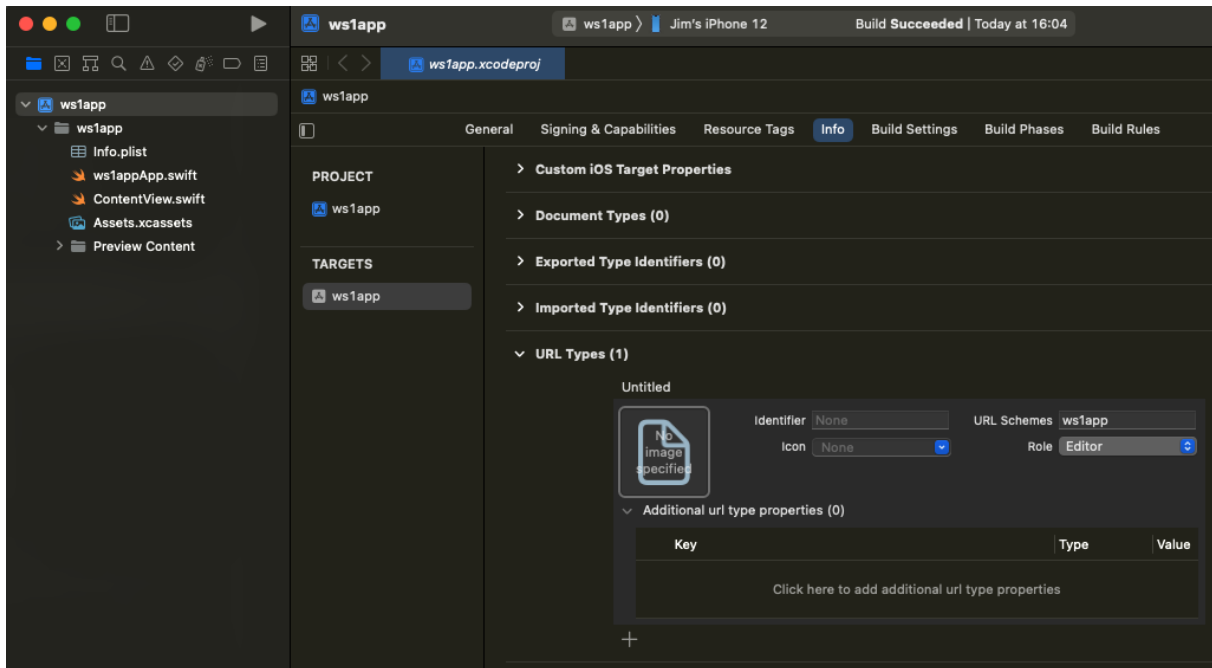 ws1app
ws1app 〉 Jim's iPhone 12
Build Succeeded | Today at 16:04
ws1app.xcodeproj
ws1app
ws1app
ws1app
Info.plist
ws1appApp.swift
ContentView.swift
Assets.xcassets
Preview Content
General Signing & Capabilities Resource Tags Info Build Settings Build Phases Build Rules
PROJECT
ws1app
TARGETS
ws1app
Custom iOS Target Properties
Document Types (0)
Exported Type Identifiers (0)
Imported Type Identifiers (0)
URL Types (1)
Untitled
No
image
specified
Identifier None
URL Schemes ws1app
Icon None
Role Editor
Additional url type properties (0)
Key Type Value
Click here to add additional url type properties